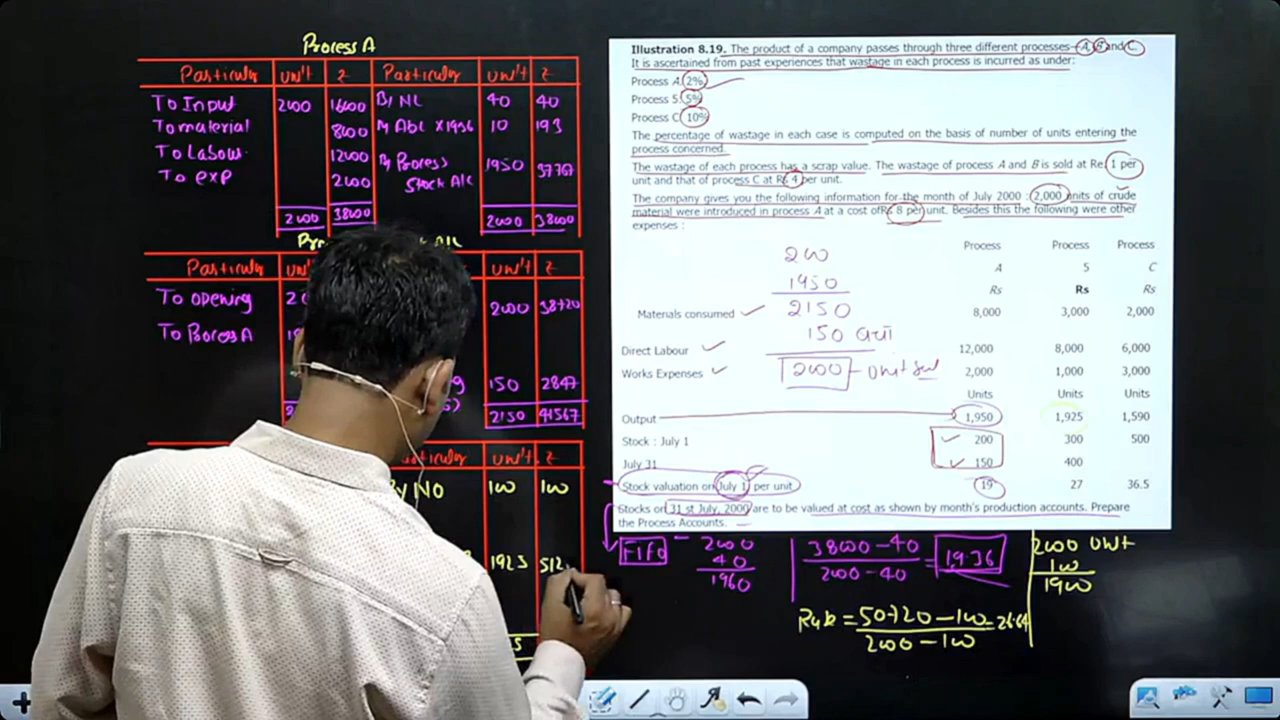 Process A
Particulr Unit ₹ Particulr Unit ₹
To Input 2000 16000 By NL 40 40
To material 8000 By Abl ×1936 10 193
To Labour 12000 By Process Stock A/c 1950 37767
To exp 2000
2000 38000 2000 38000
A/c
Particulr Unit ₹
To opening 2000 38720
To Process A
150 2847
2150 41567
Particulr Unit ₹
By NO 100 100
1925 512
Illustration 8.19. The product of a company passes through three different processes—A, B and C.
It is ascertained from past experiences that wastage in each process is incurred as under:
Process A 2%
Process 5. 5%
Process C 10%
The percentage of wastage in each case is computed on the basis of number of units entering the
process concerned.
The wastage of each process has a scrap value. The wastage of process A and B is sold at Re. 1 per
unit and that of process C at Rs 4 per unit.
The company gives you the following information for the month of July 2000 : 2,000 units of crude
material were introduced in process A at a cost of Rs 8 per unit. Besides this the following were other
expenses :
Process Process Process
A 5 C
Rs Rs Rs
Materials consumed 8,000 3,000 2,000
Direct Labour 12,000 8,000 6,000
Works Expenses 2,000 1,000 3,000
Units Units Units
Output 1,950 1,925 1,590
Stock : July 1 200 300 500
July 31 150 400
Stock valuation on July 1 per unit 19 27 36.5
Stocks on 31 st July, 2000 are to be valued at cost as shown by month's production accounts. Prepare
the Process Accounts.
200
1950
2150
150
2000 - Unit
FIFO - 2000
40
1960
38000-40
2000-40
= 19.36
2000 Unit
100
1900
= 50720-100 = 26.64
2000-100